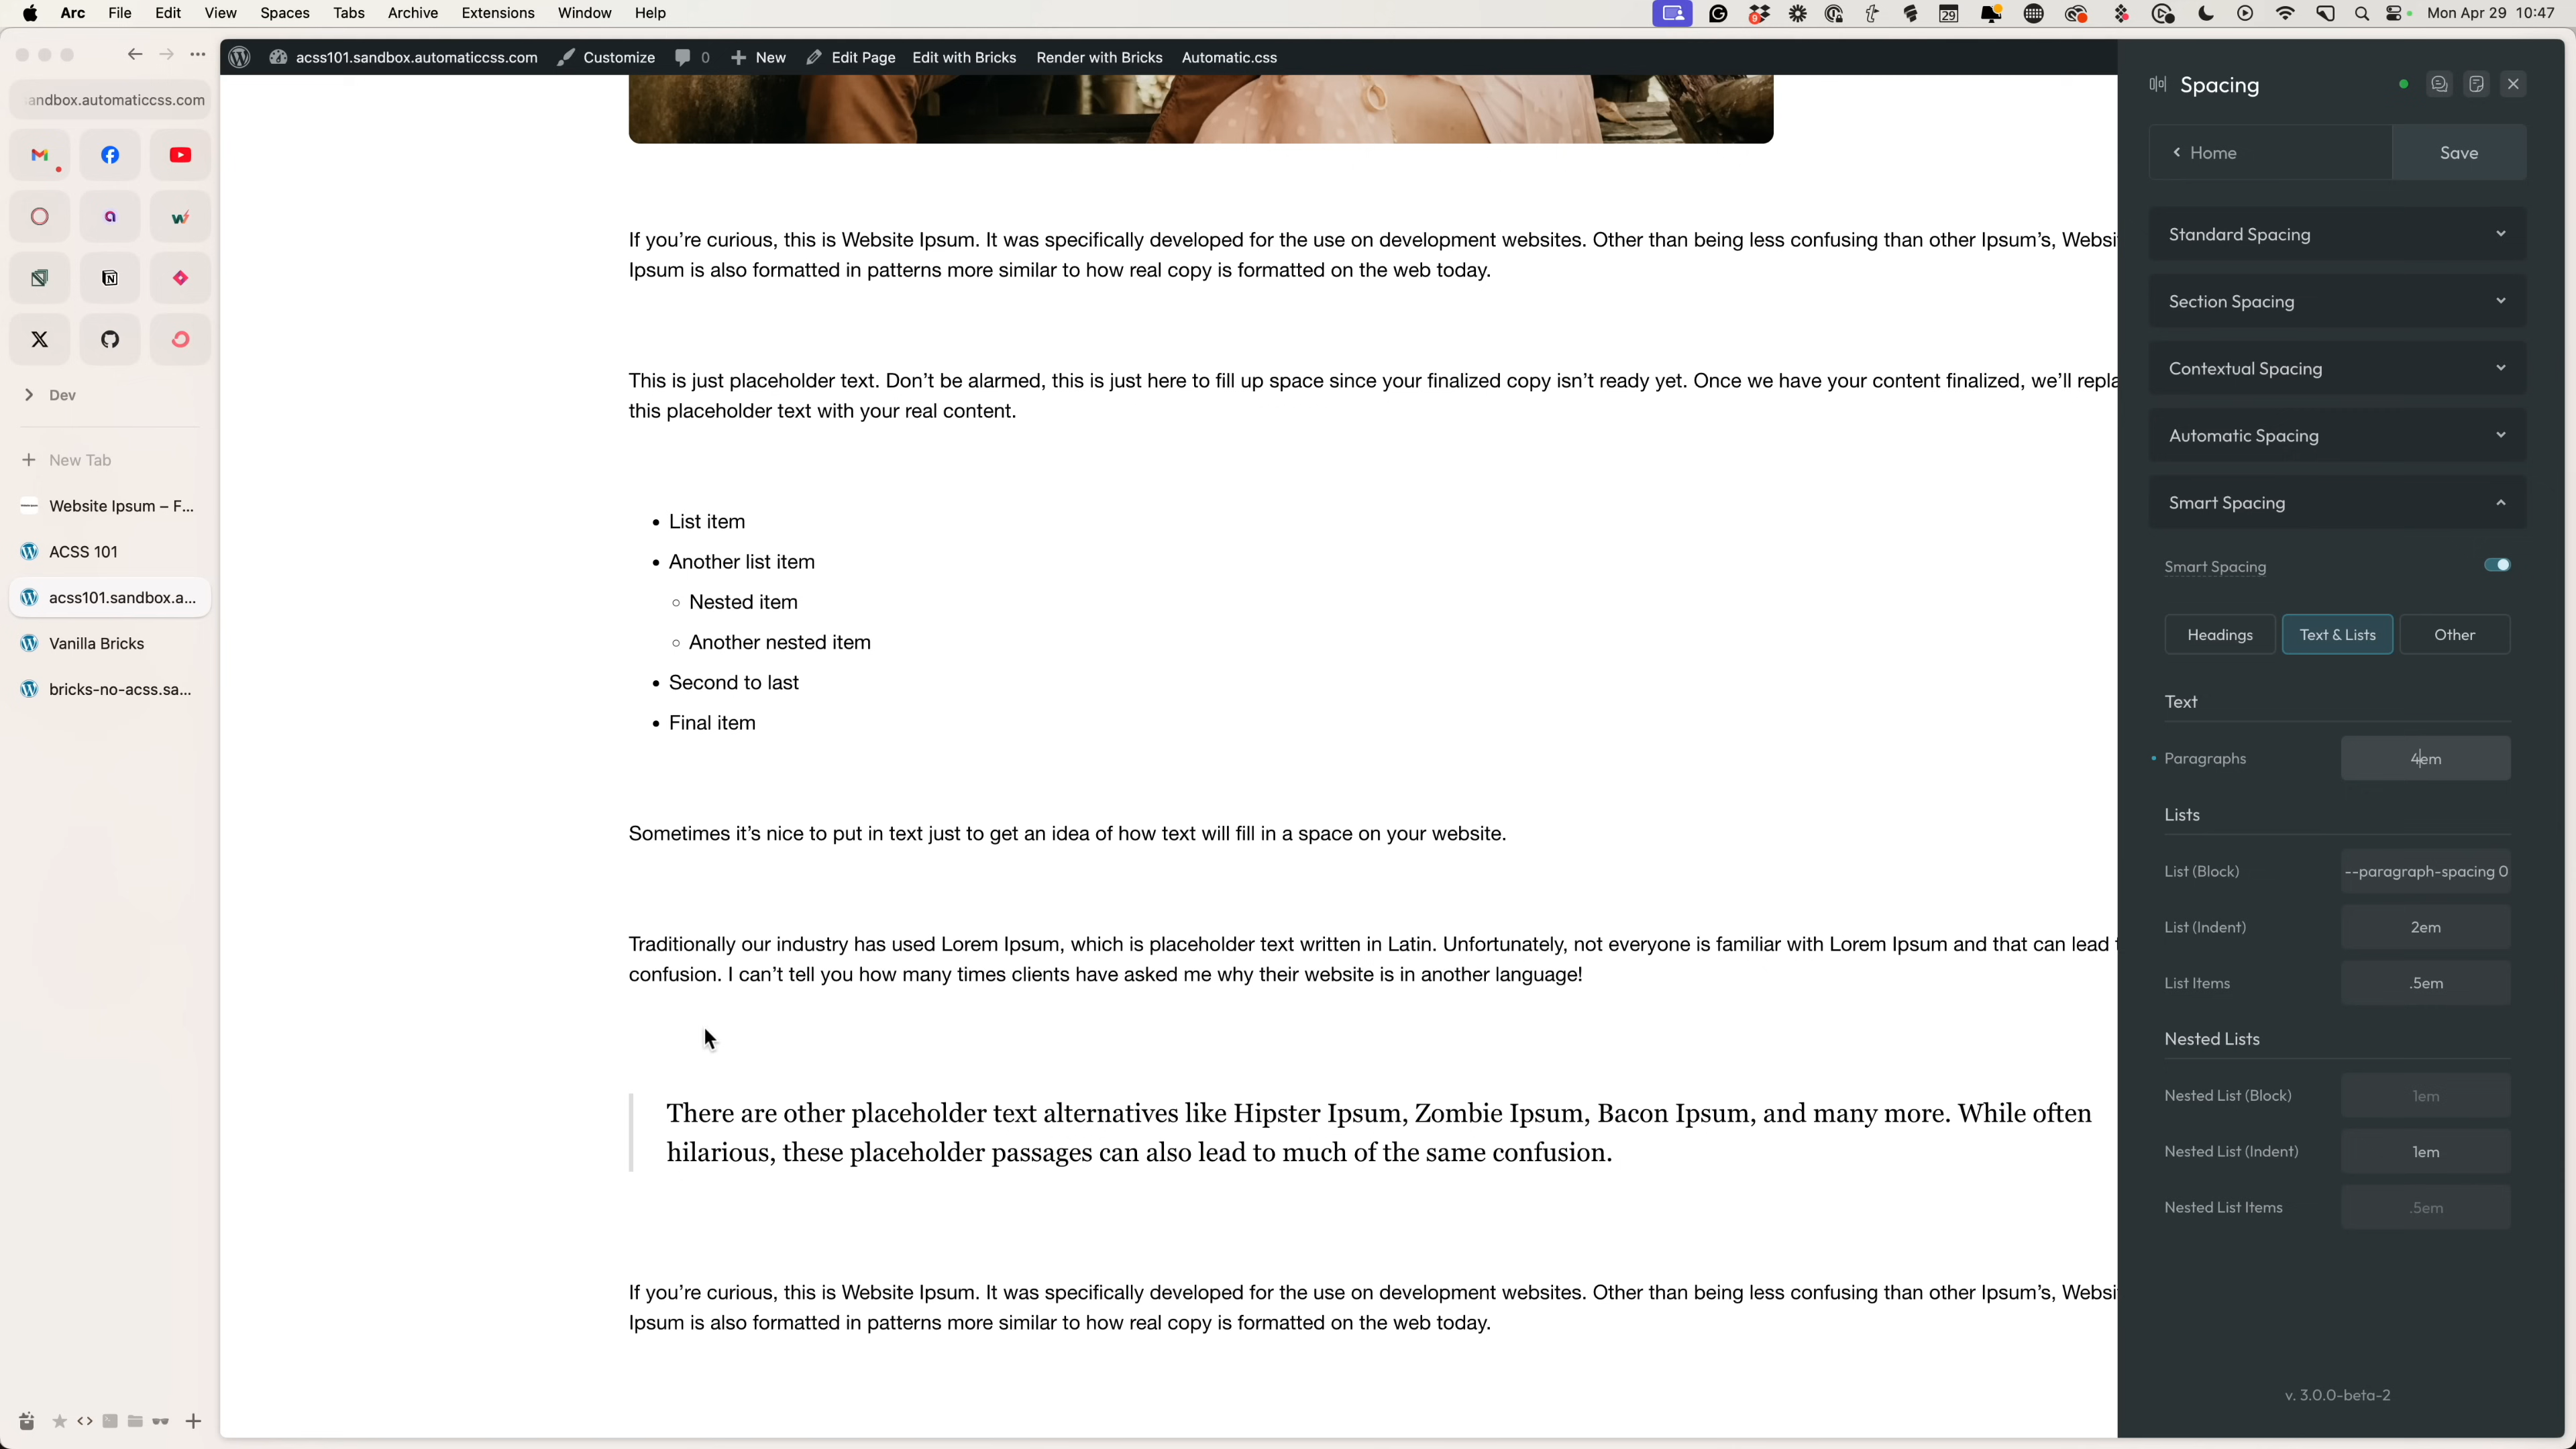 Arc File Edit View Spaces Tabs Archive Extensions Window Help
9
29
Mon Apr 29 10:47
andbox.automaticcss.com
acss101.sandbox.automaticcss.com Customize 0 New Edit Page Edit with Bricks Render with Bricks Automatic.css
Dev
New Tab
Website Ipsum – F...
ACSS 101
acss101.sandbox.a...
Vanilla Bricks
bricks-no-acss.sa...
If you’re curious, this is Website Ipsum. It was specifically developed for the use on development websites. Other than being less confusing than other Ipsum’s, Websi
Ipsum is also formatted in patterns more similar to how real copy is formatted on the web today.
This is just placeholder text. Don’t be alarmed, this is just here to fill up space since your finalized copy isn’t ready yet. Once we have your content finalized, we’ll repla
this placeholder text with your real content.
• List item
• Another list item
○ Nested item
○ Another nested item
• Second to last
• Final item
Sometimes it’s nice to put in text just to get an idea of how text will fill in a space on your website.
Traditionally our industry has used Lorem Ipsum, which is placeholder text written in Latin. Unfortunately, not everyone is familiar with Lorem Ipsum and that can lead
confusion. I can’t tell you how many times clients have asked me why their website is in another language!
There are other placeholder text alternatives like Hipster Ipsum, Zombie Ipsum, Bacon Ipsum, and many more. While often
hilarious, these placeholder passages can also lead to much of the same confusion.
If you’re curious, this is Website Ipsum. It was specifically developed for the use on development websites. Other than being less confusing than other Ipsum’s, Websi
Ipsum is also formatted in patterns more similar to how real copy is formatted on the web today.
Spacing
Home
Save
Standard Spacing
Section Spacing
Contextual Spacing
Automatic Spacing
Smart Spacing
Smart Spacing
Headings Text & Lists Other
Text
Paragraphs 4em
Lists
List (Block) --paragraph-spacing 0
List (Indent) 2em
List Items .5em
Nested Lists
Nested List (Block) 1em
Nested List (Indent) 1em
Nested List Items .5em
v. 3.0.0-beta-2